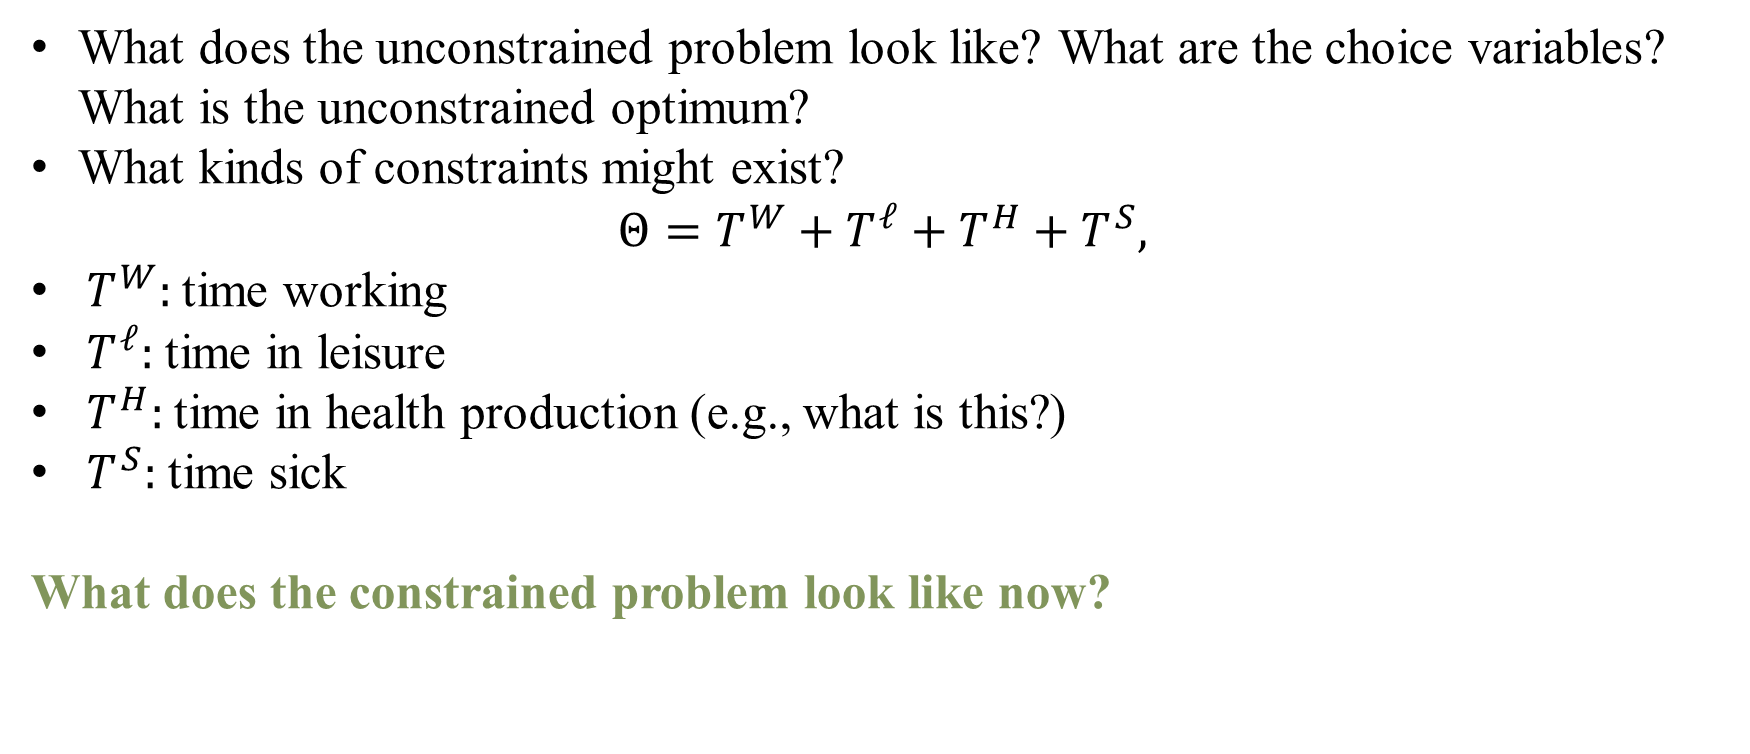 • What does the unconstrained problem look like? What are the choice variables?
What is the unconstrained optimum?
• What kinds of constraints might exist?
Θ = T^W + T^ℓ + T^H + T^S,
• T^W: time working
• T^ℓ: time in leisure
• T^H: time in health production (e.g., what is this?)
• T^S: time sick
What does the constrained problem look like now?